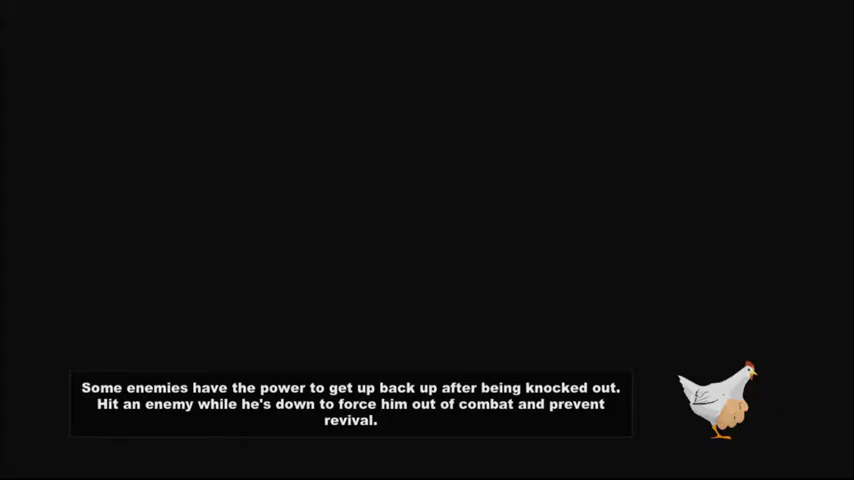 Some enemies have the power to get up back up after being knocked out.
Hit an enemy while he's down to force him out of combat and prevent
revival.